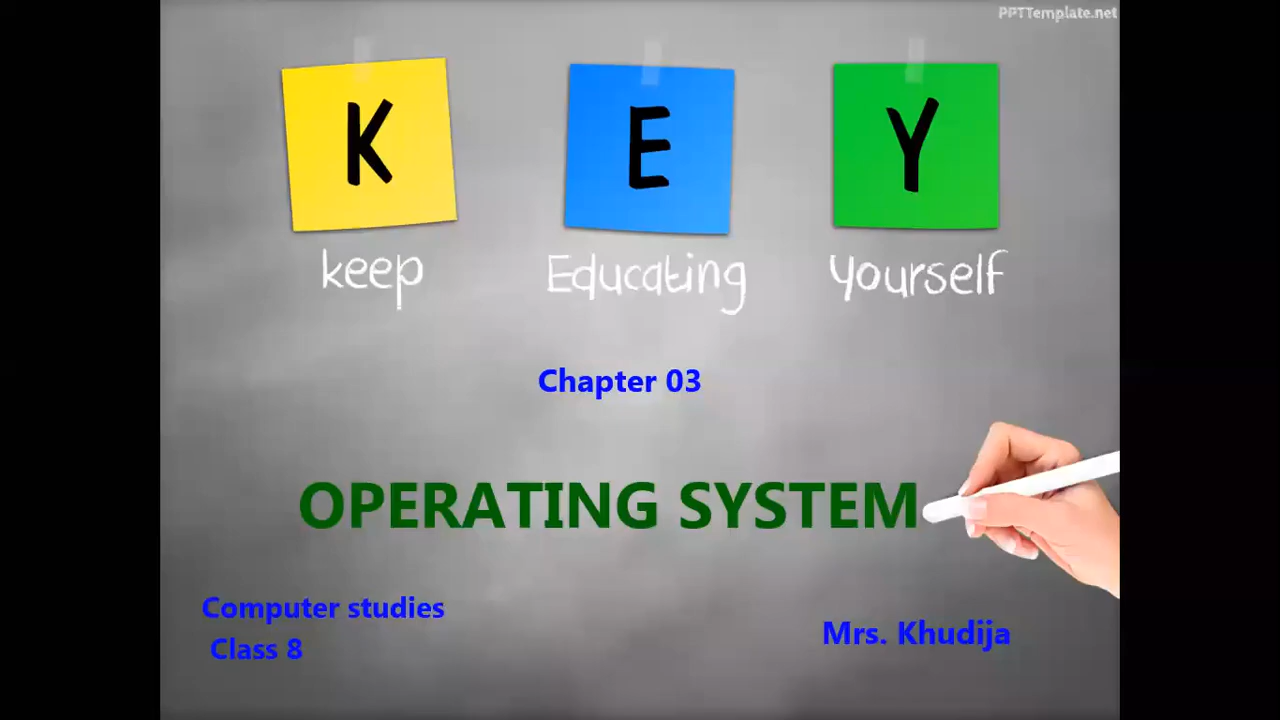 PPTTemplate.net
K E Y
keep Educating Yourself
Chapter 03
OPERATING SYSTEM
Computer studies
Class 8
Mrs. Khudija